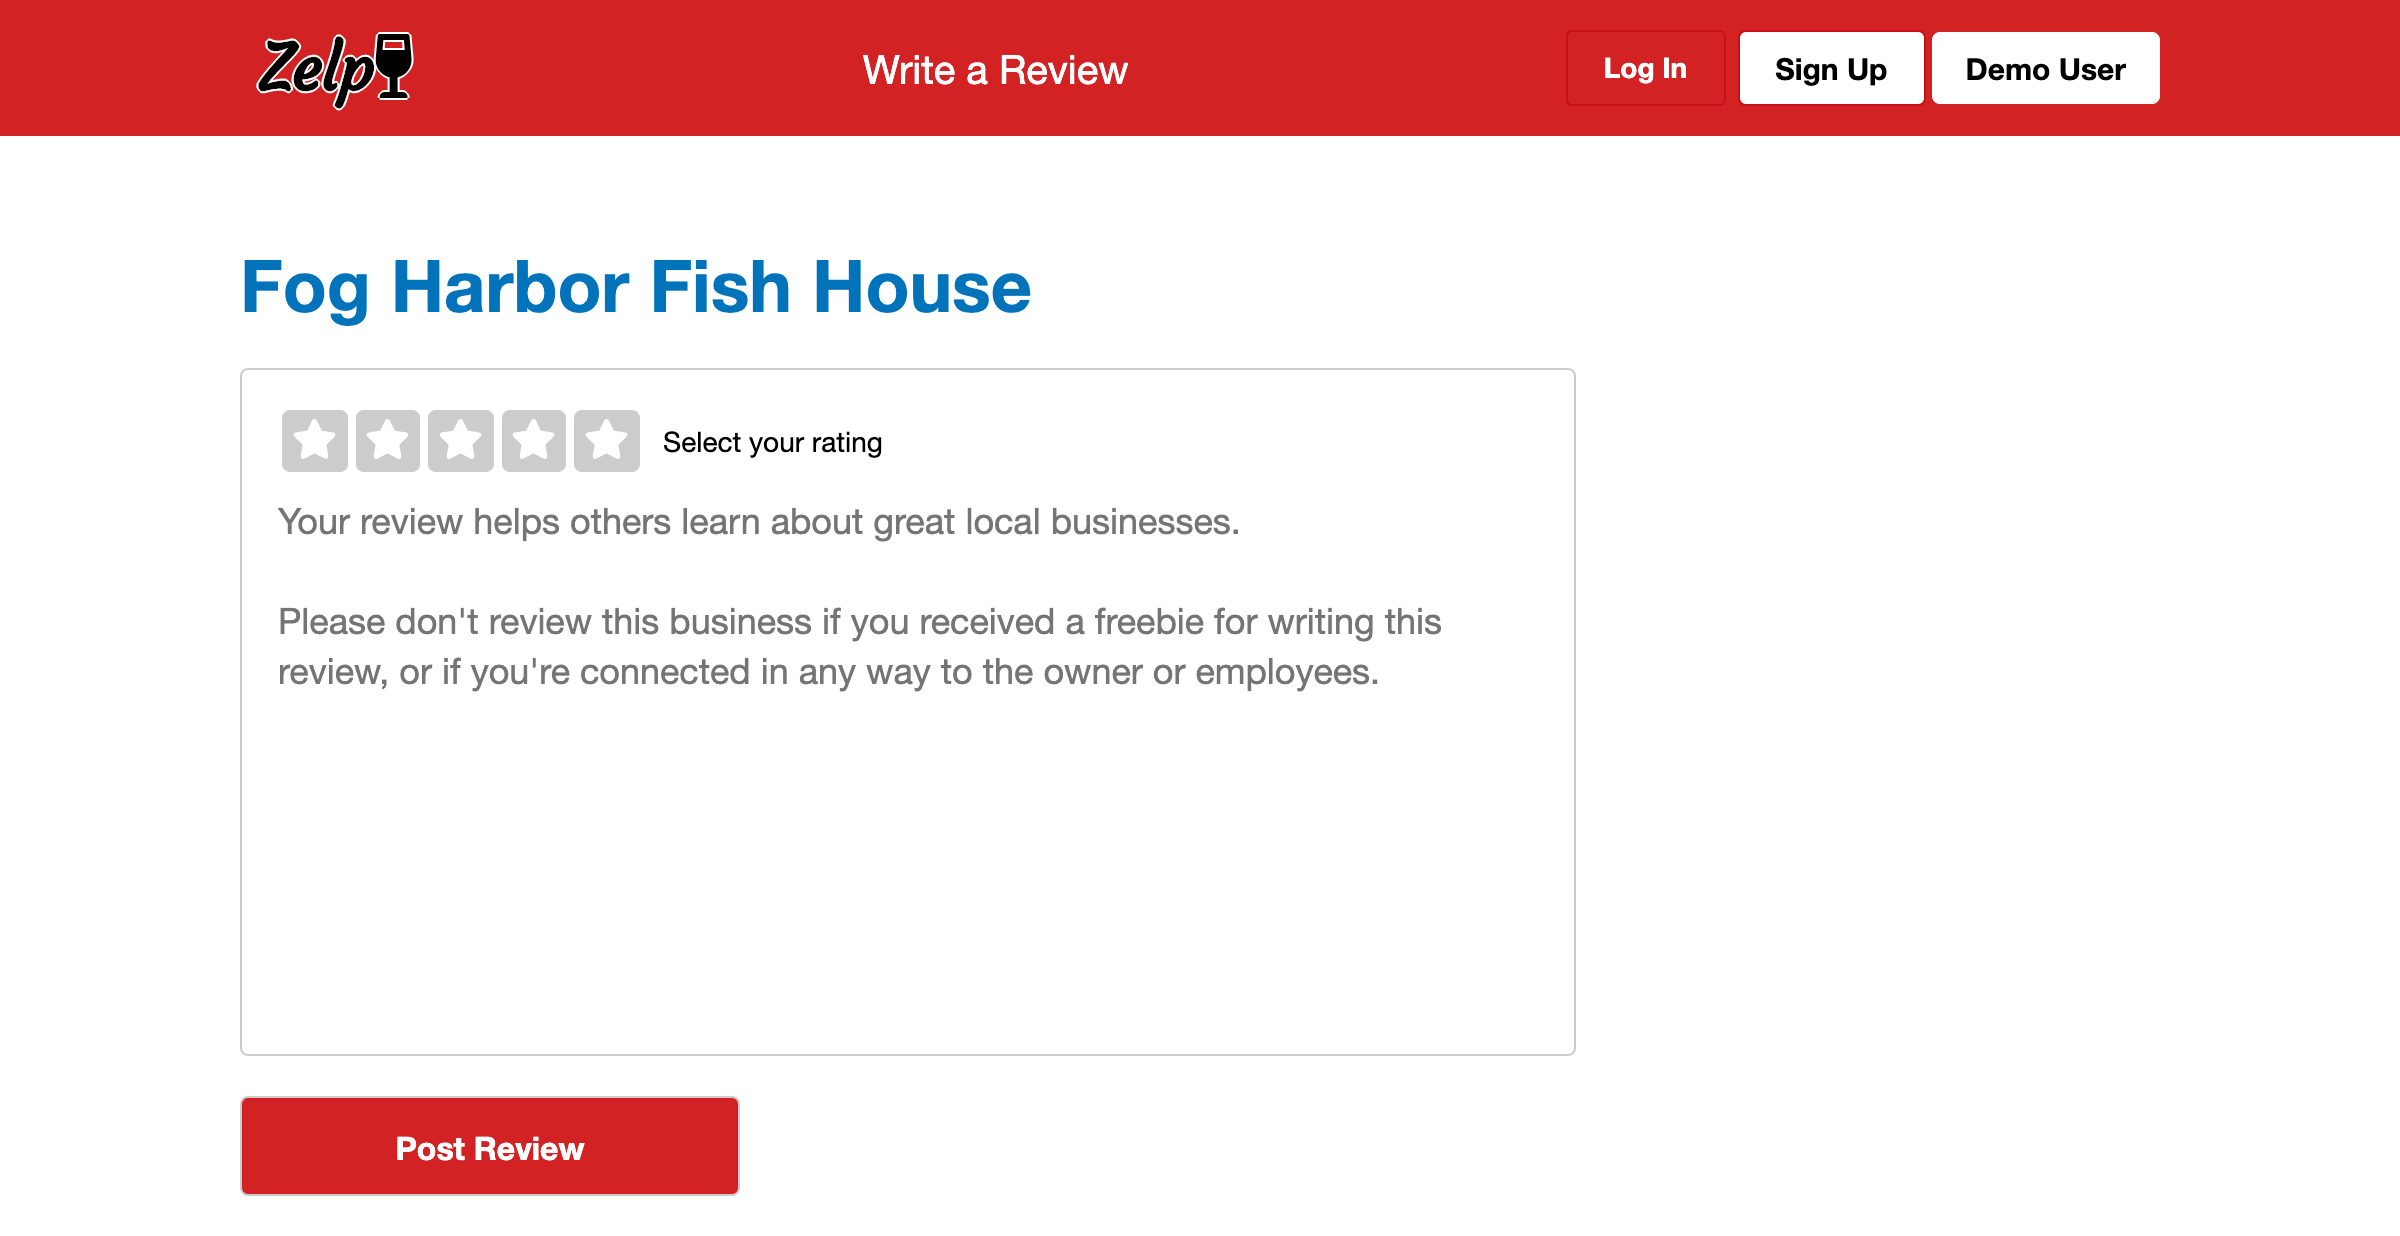 Zelp
Write a Review
Log In
Sign Up
Demo User
Fog Harbor Fish House
Select your rating
Your review helps others learn about great local businesses.
Please don't review this business if you received a freebie for writing this
review, or if you're connected in any way to the owner or employees.
Post Review